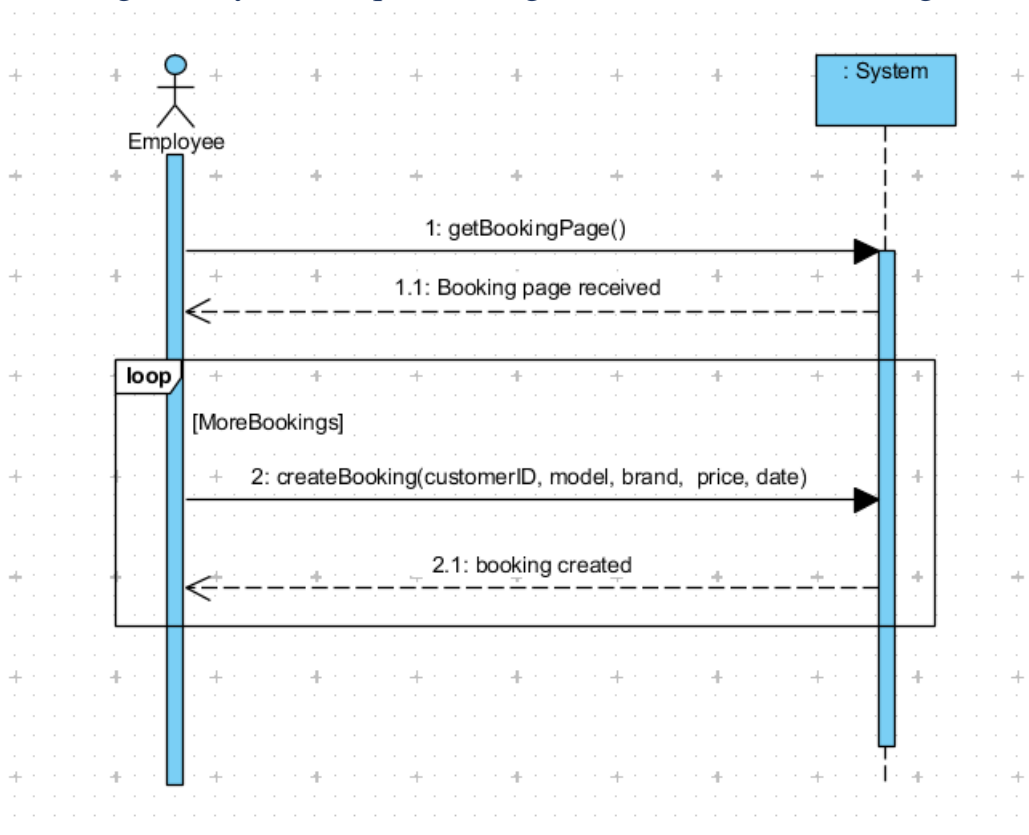 : System
Employee
1: getBookingPage()
1.1: Booking page received
loop
[MoreBookings]
2: createBooking(customerID, model, brand, price, date)
2.1: booking created